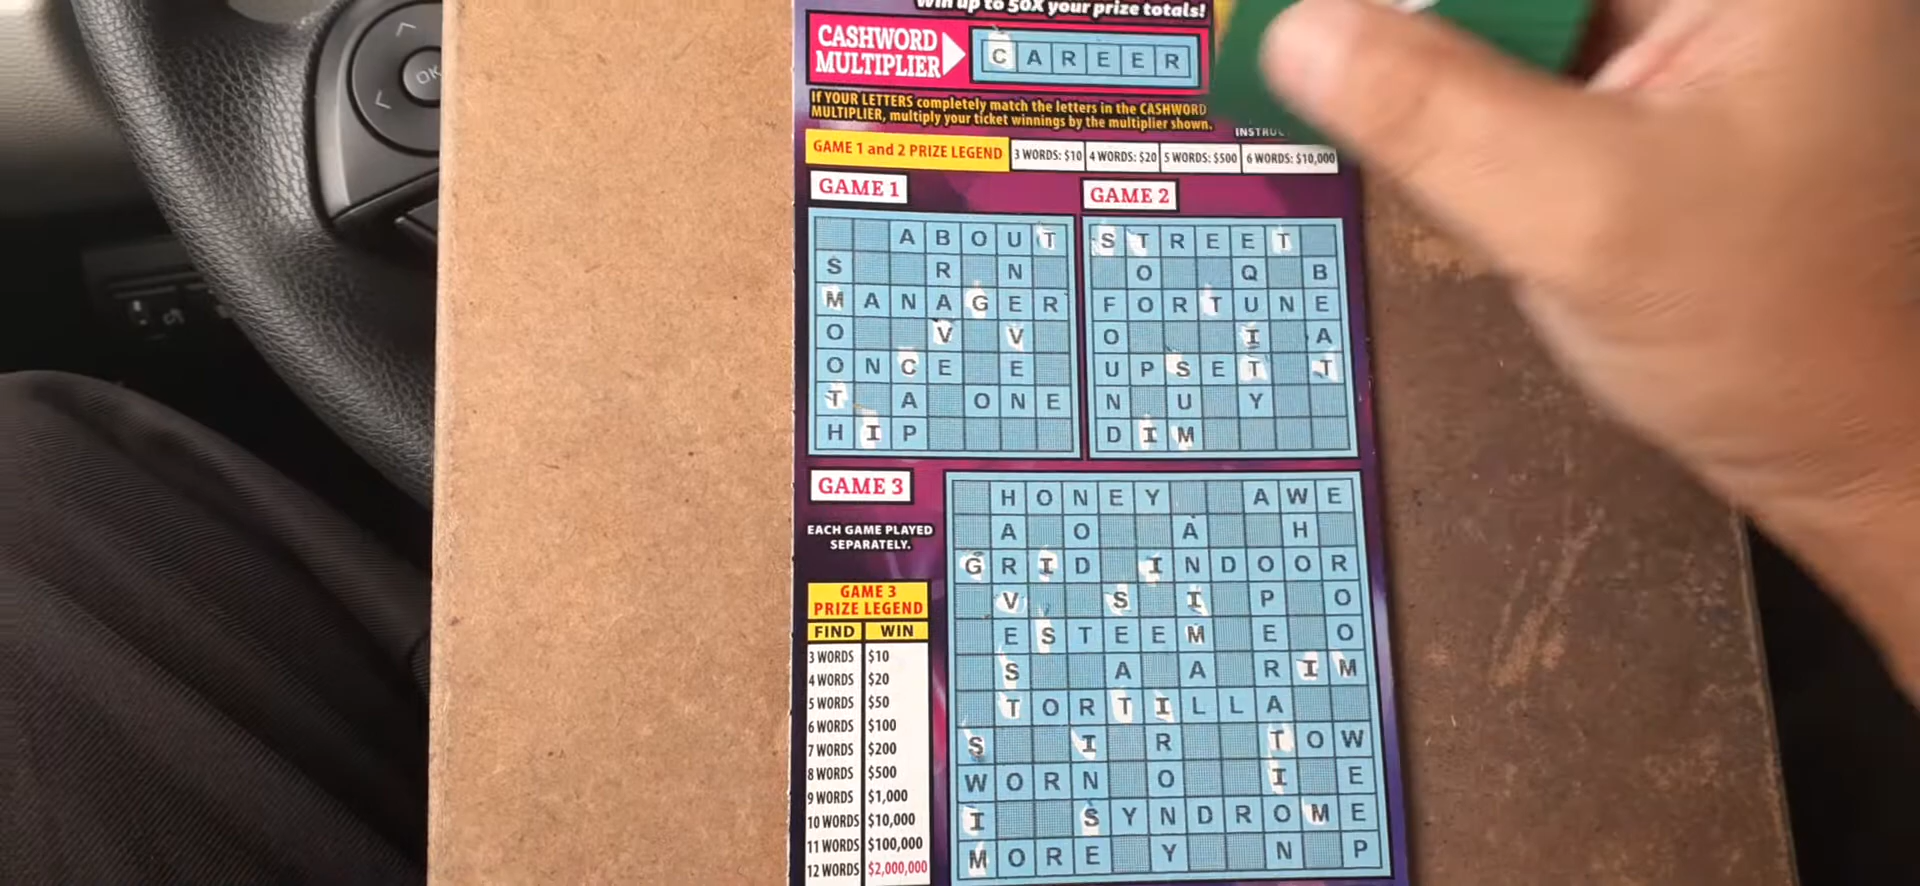 Win up to 50X your prize totals!
CASHWORD
MULTIPLIER
C A R E E R
IF YOUR LETTERS completely match the letters in the CASHWORD
MULTIPLIER, multiply your ticket winnings by the multiplier shown.
GAME 1 and 2 PRIZE LEGEND
3 WORDS: $10
4 WORDS: $20
5 WORDS: $500
6 WORDS: $10,000
GAME 1
A B O U T
S R N
M A N A G E R
O V V
O N C E E
T A O N E
H I P
GAME 2
S T R E E T
O Q B
F O R T U N E
O I A
U P S E T T
N U Y
D I M
GAME 3
EACH GAME PLAYED
SEPARATELY.
GAME 3
PRIZE LEGEND
FIND WIN
3 WORDS $10
4 WORDS $20
5 WORDS $50
6 WORDS $100
7 WORDS $200
8 WORDS $500
9 WORDS $1,000
10 WORDS $10,000
11 WORDS $100,000
12 WORDS $2,000,000
H O N E Y A W E
A O A H
G R I D I N D O O R
V S I P O
E S T E E M E O
S A A R I M
T O R T I L L A
S I R T O W
W O R N O I E
I S Y N D R O M E
M O R E Y N P
OK